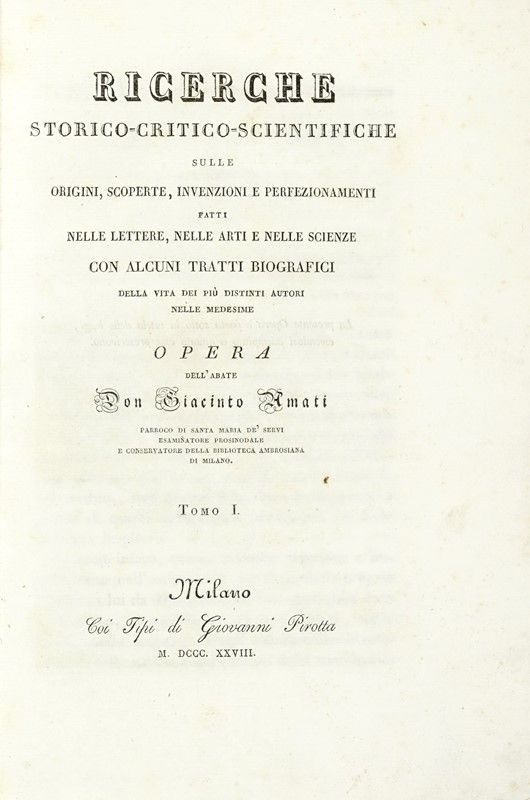 RICERCHE
STORICO-CRITICO-SCIENTIFICHE
SULLE
ORIGINI, SCOPERTE, INVENZIONI E PERFEZIONAMENTI
FATTI
NELLE LETTERE, NELLE ARTI E NELLE SCIENZE
CON ALCUNI TRATTI BIOGRAFICI
DELLA VITA DEI PIÙ DISTINTI AUTORI
NELLE MEDESIME
OPERA
DELL'ABATE
Don Giacinto Amati
PARROCO DI SANTA MARIA DE' SERVI
ESAMINATORE PROSINODALE
E CONSERVATORE DELLA BIBLIOTECA AMBROSIANA
DI MILANO.
TOMO I.
Milano
Coi Tipi di Giovanni Pirotta
M. DCCC. XXVIII.